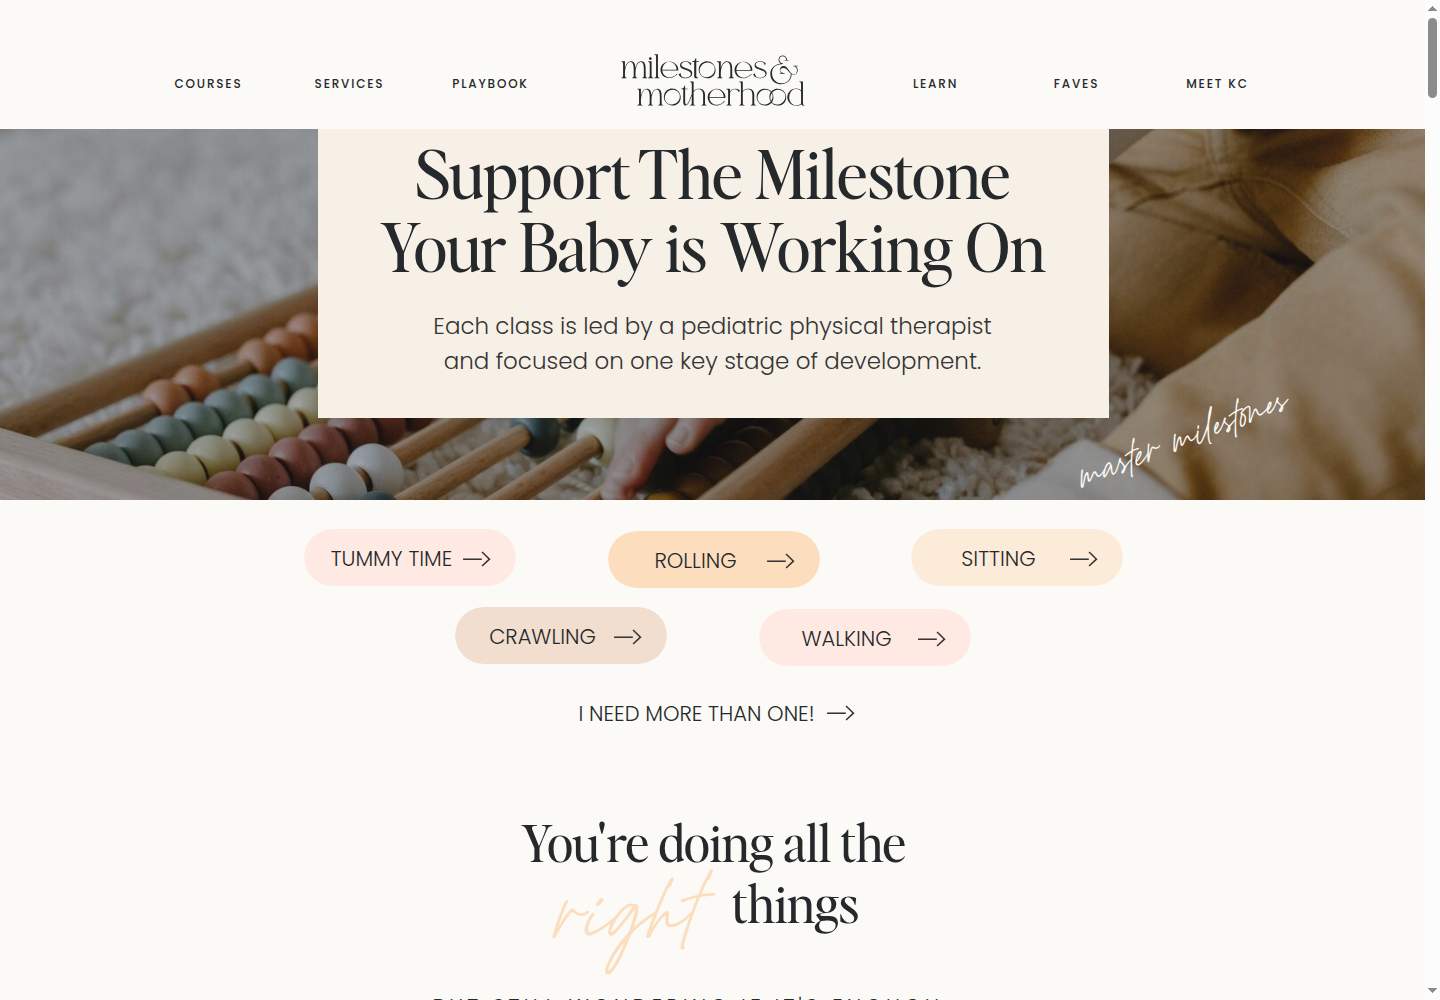 COURSES
SERVICES
PLAYBOOK
milestones &
motherhood
LEARN
FAVES
MEET KC
Support The Milestone
Your Baby is Working On
Each class is led by a pediatric physical therapist
and focused on one key stage of development.
master milestones
TUMMY TIME
ROLLING
SITTING
CRAWLING
WALKING
I NEED MORE THAN ONE!
You're doing all the
right things